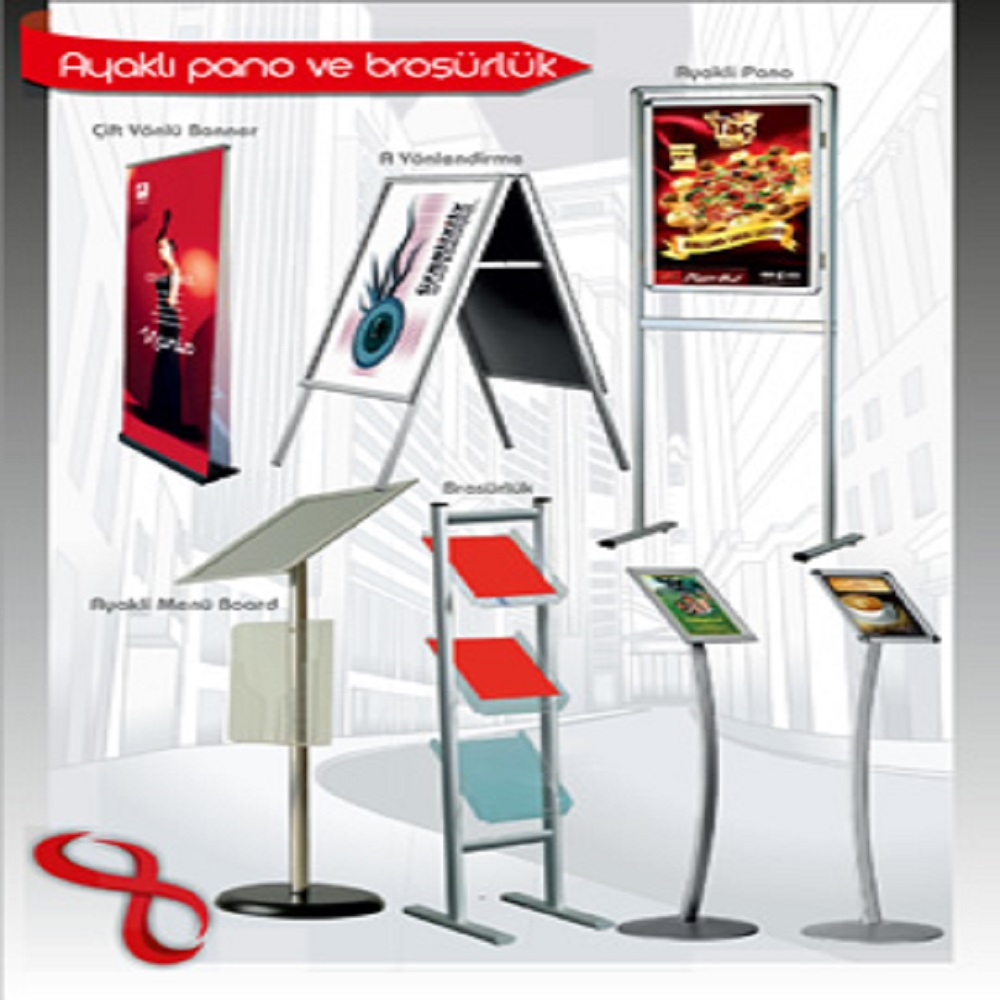 Ayaklı pano ve broşürlük
Ayaklı Pano
Çift Yönlü Banner
A Yönlendirme
Broşürlük
Ayaklı Menü Board